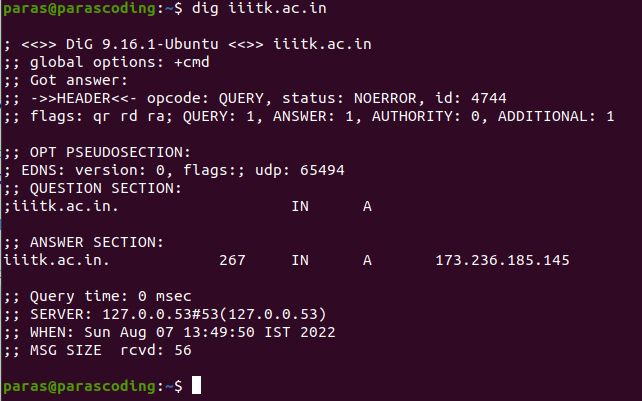 paras@parascoding:~$ dig iiitk.ac.in
; <<>> DiG 9.16.1-Ubuntu <<>> iiitk.ac.in
;; global options: +cmd
;; Got answer:
;; ->>HEADER<<- opcode: QUERY, status: NOERROR, id: 4744
;; flags: qr rd ra; QUERY: 1, ANSWER: 1, AUTHORITY: 0, ADDITIONAL: 1
;; OPT PSEUDOSECTION:
; EDNS: version: 0, flags:; udp: 65494
;; QUESTION SECTION:
;iiitk.ac.in. IN A
;; ANSWER SECTION:
iiitk.ac.in. 267 IN A 173.236.185.145
;; Query time: 0 msec
;; SERVER: 127.0.0.53#53(127.0.0.53)
;; WHEN: Sun Aug 07 13:49:50 IST 2022
;; MSG SIZE rcvd: 56
paras@parascoding:~$